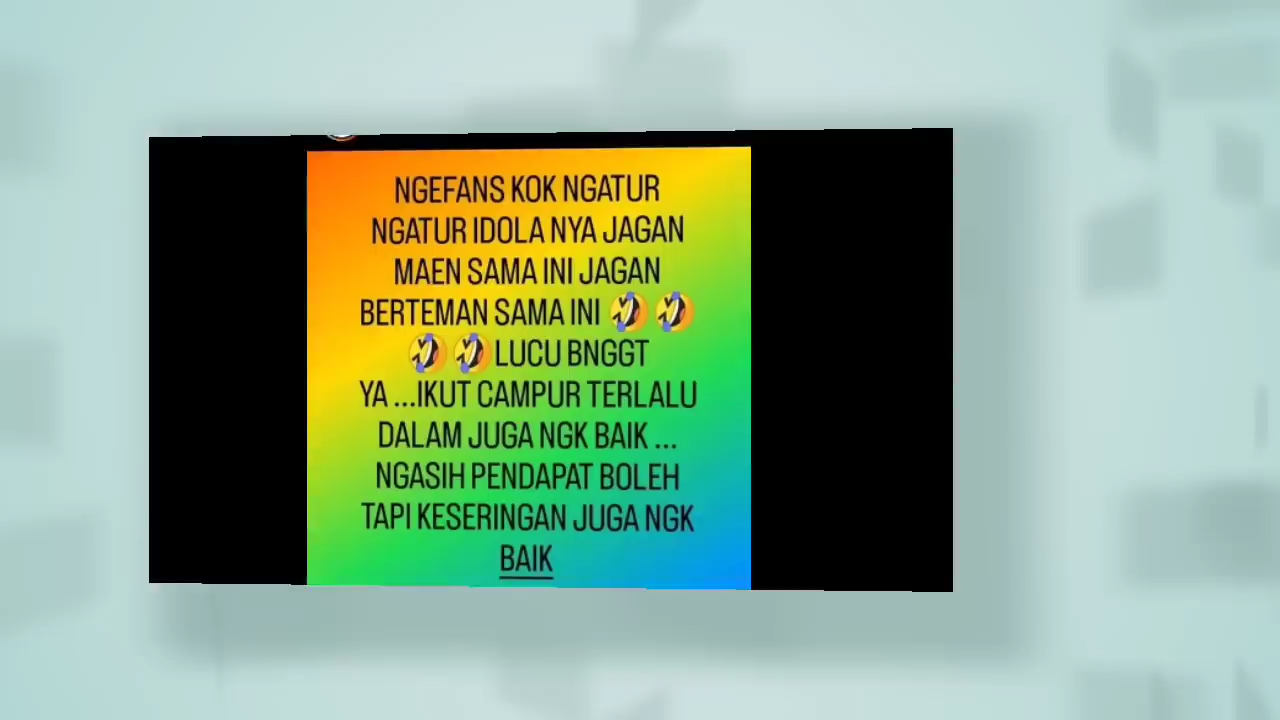 NGEFANS KOK NGATUR
NGATUR IDOLA NYA JAGAN
MAEN SAMA INI JAGAN
BERTEMAN SAMA INI 🤣🤣
🤣🤣LUCU BNGGT
YA ...IKUT CAMPUR TERLALU
DALAM JUGA NGK BAIK ...
NGASIH PENDAPAT BOLEH
TAPI KESERINGAN JUGA NGK
BAIK